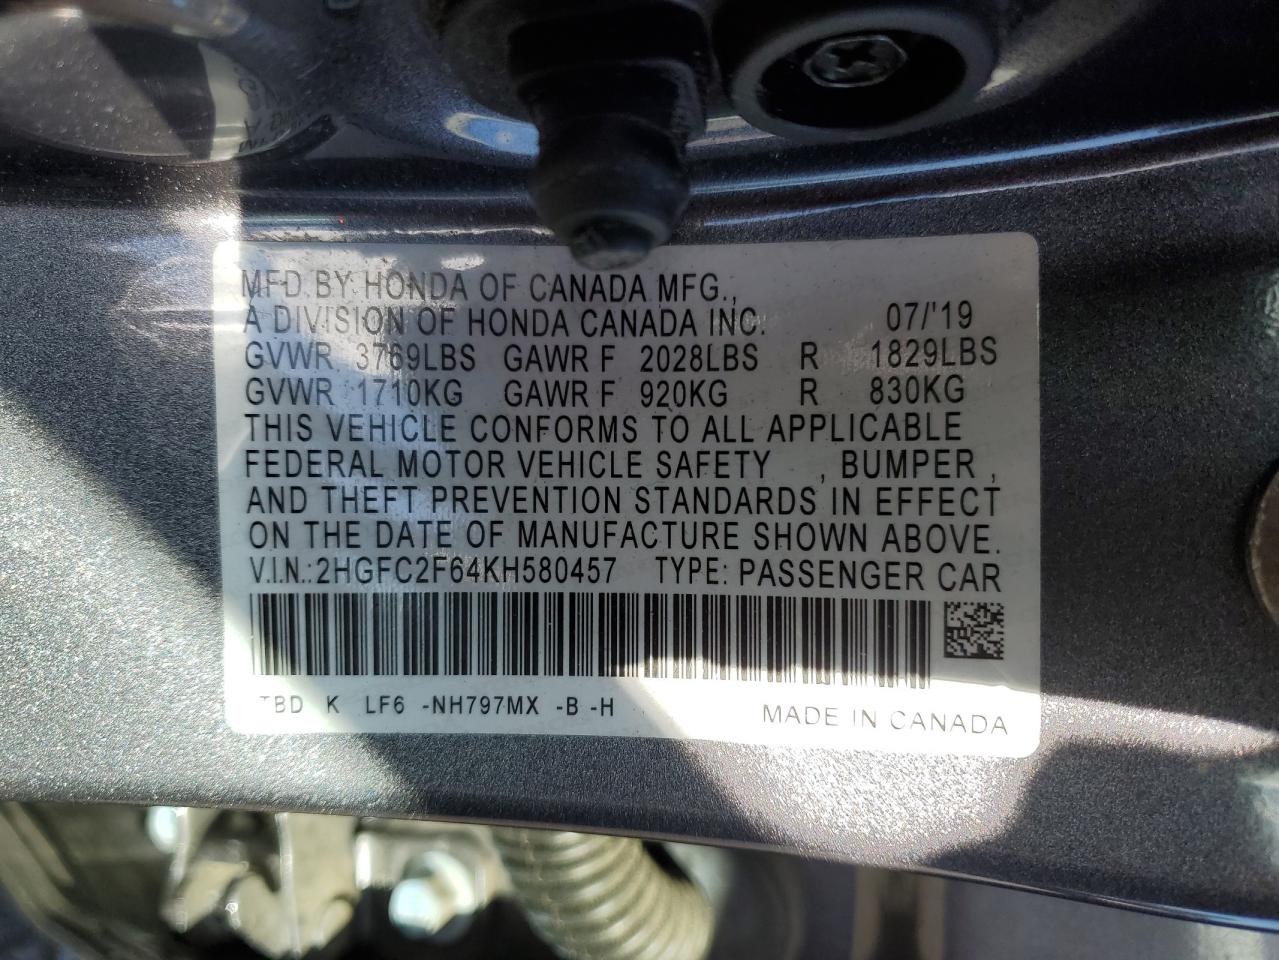 MFD BY HONDA OF CANADA MFG.,
A DIVISION OF HONDA CANADA INC. 07/'19
GVWR 3769LBS GAWR F 2028LBS R 1829LBS
GVWR 1710KG GAWR F 920KG R 830KG
THIS VEHICLE CONFORMS TO ALL APPLICABLE
FEDERAL MOTOR VEHICLE SAFETY , BUMPER ,
AND THEFT PREVENTION STANDARDS IN EFFECT
ON THE DATE OF MANUFACTURE SHOWN ABOVE.
V.I.N.:2HGFC2F64KH580457 TYPE: PASSENGER CAR
TBD K LF6 -NH797MX -B -H
MADE IN CANADA